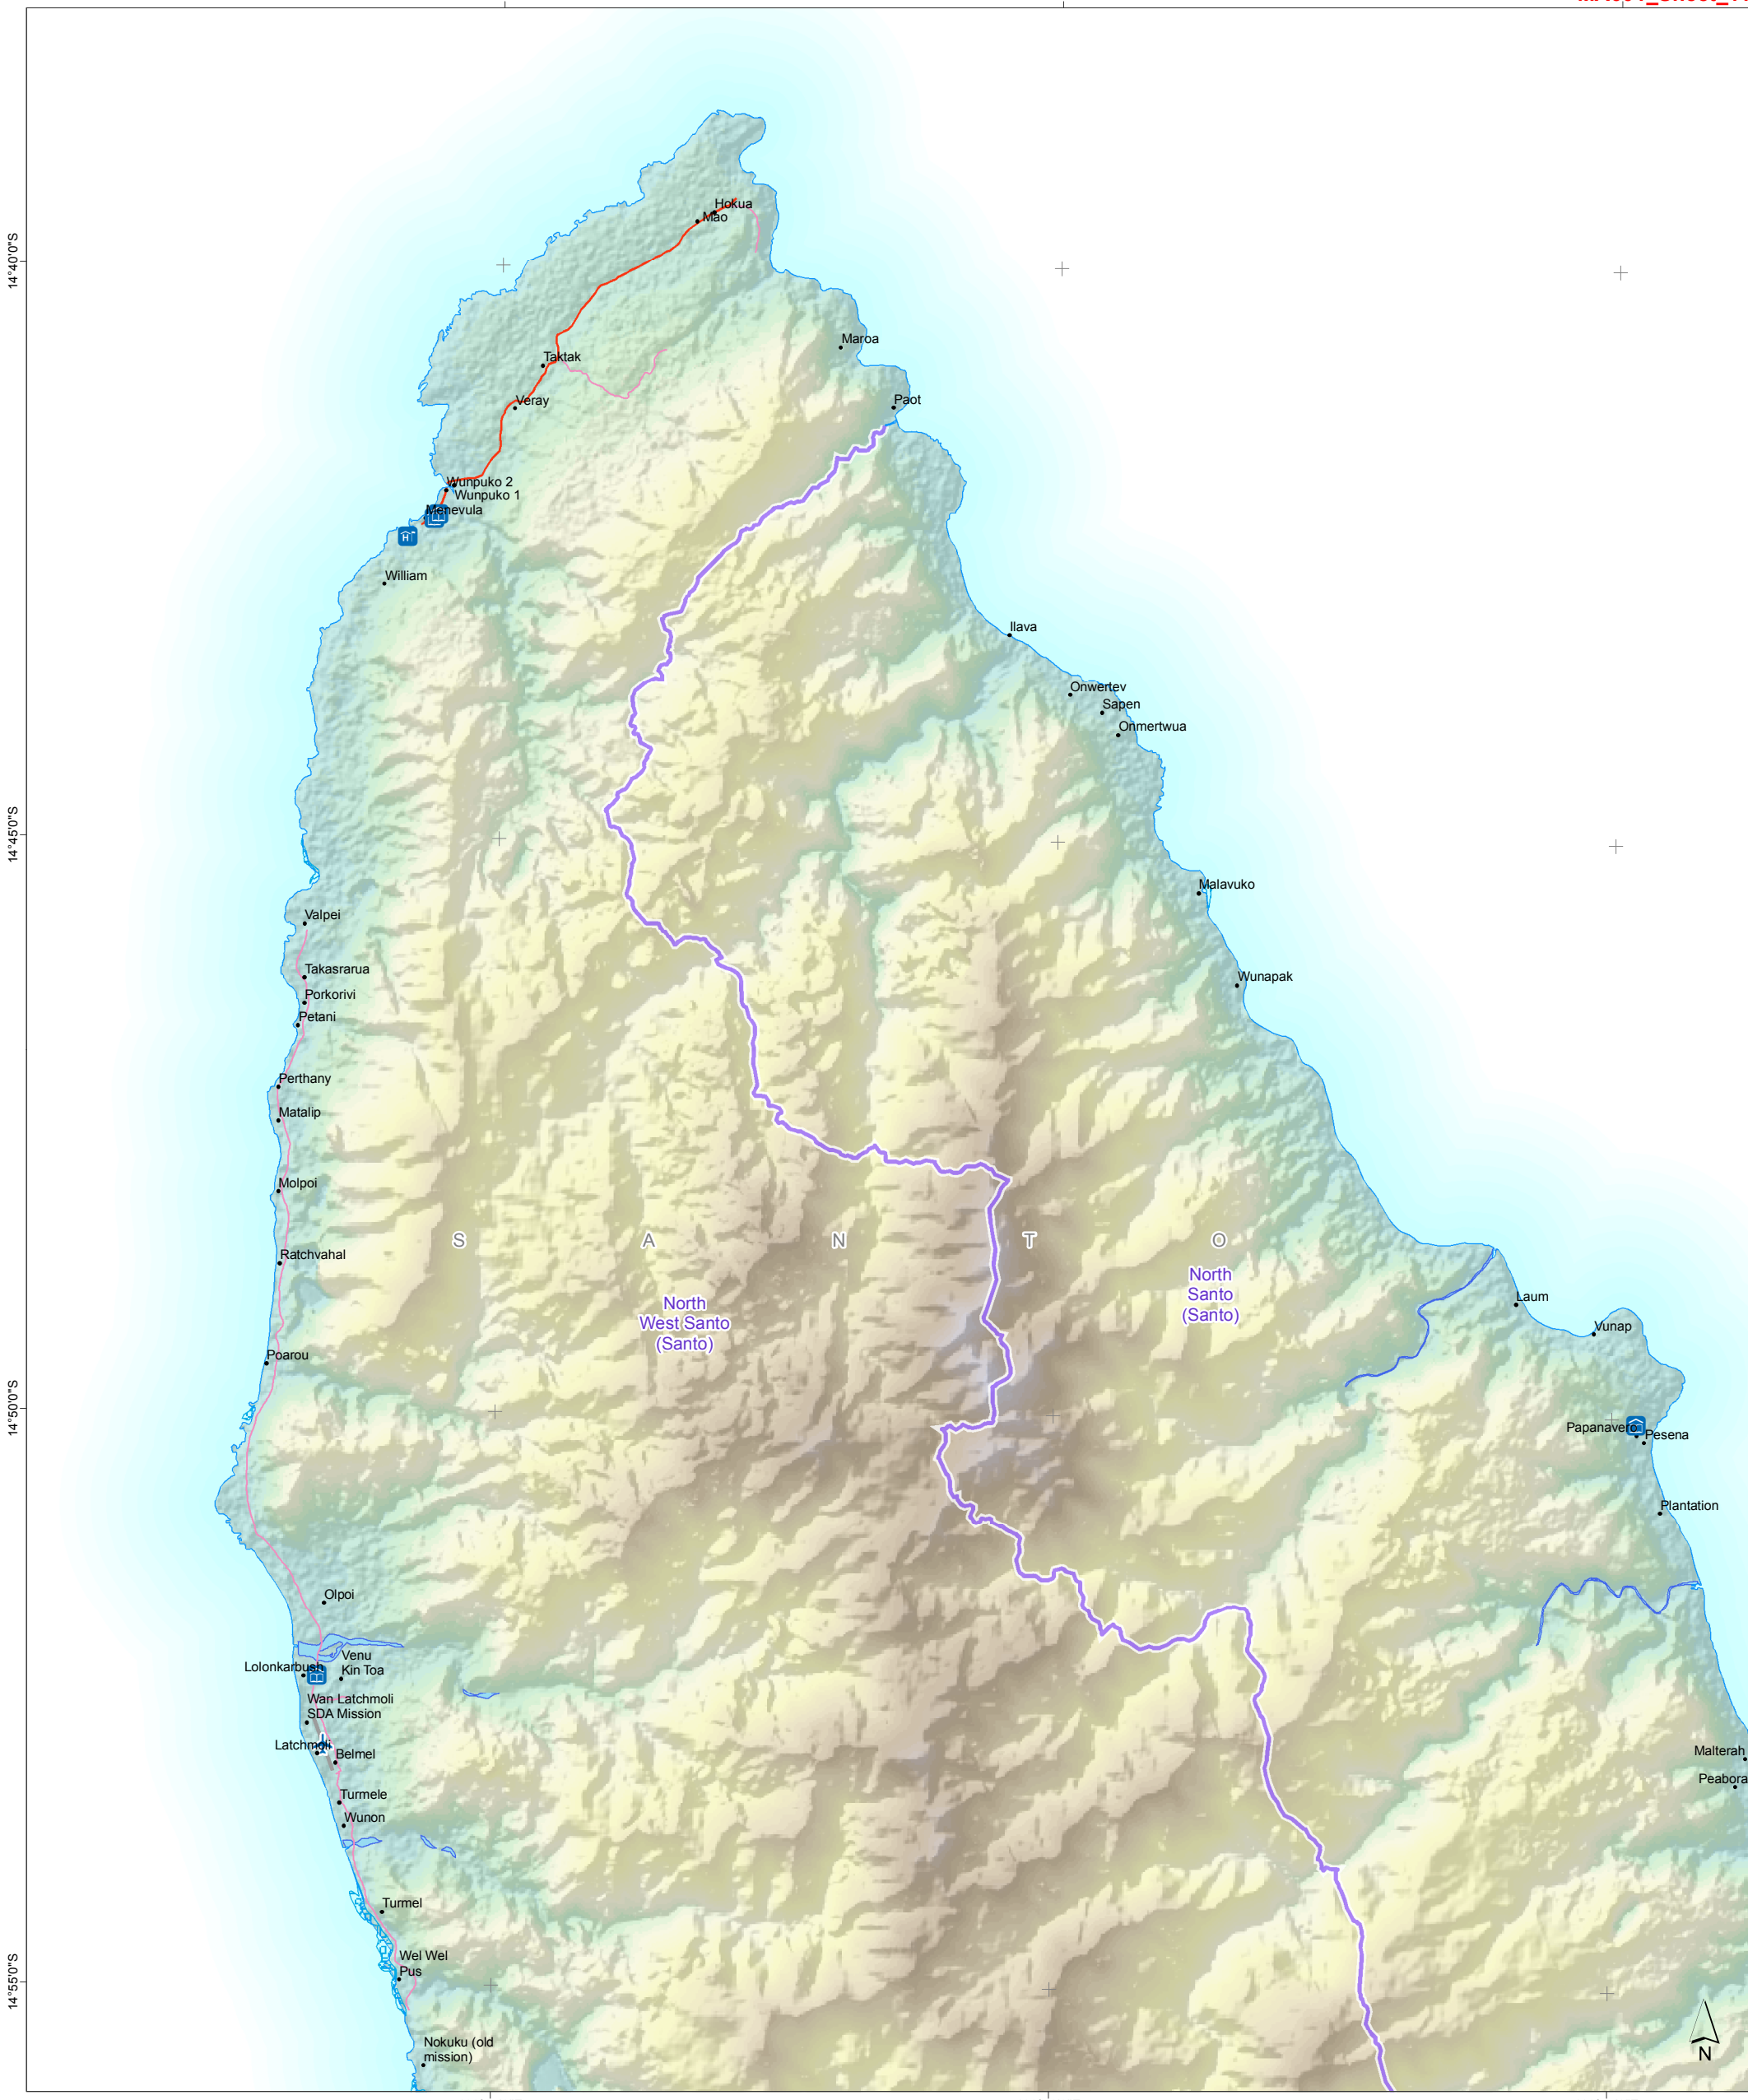 Hokua
Mao
14°40'0"S
Maroa
Taktak
Paot
Veray
Wunpuko 2
Wunpuko 1
Menevula
William
Ilava
Onwertev
Sapen
Onmertwua
14°45'0"S
Malavuko
Valpei
Takasrarua
Wunapak
Porkorivi
Petani
Perthany
Matalip
Molpoi
S A N T O
Ratchvahal
North
Santo
(Santo)
North
West Santo
(Santo)
Laum
Vunap
Poarou
14°50'0"S
Papanavero
Pesena
Plantation
Olpoi
Venu
Kin Toa
Lolonkarbush
Wan Latchmoli
SDA Mission
Latchmoli
Belmel
Malterah
Peabora
Turmele
Wunon
Turmel
Wel Wel
Pus
14°55'0"S
Nokuku (old
mission)
N